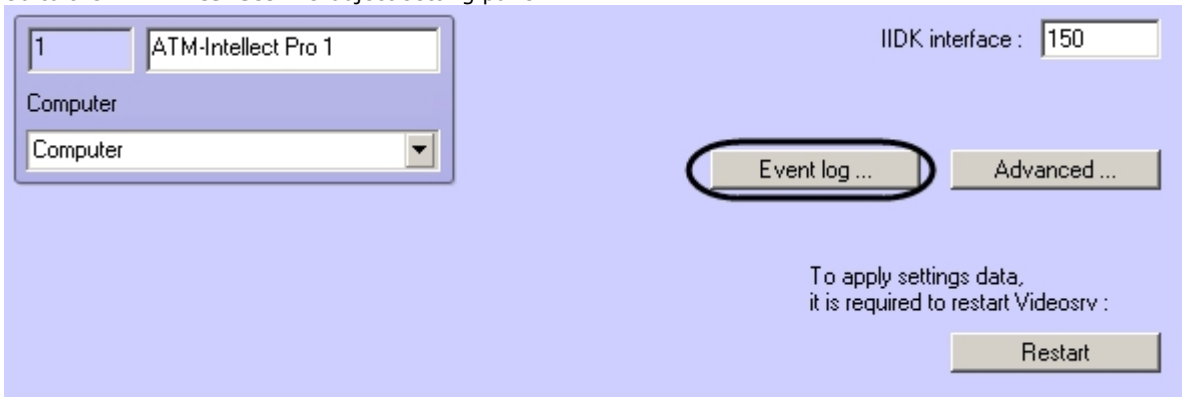 1 ATM-Intellect Pro 1
IIDK interface : 150
Computer
Computer
Event log ...
Advanced ...
To apply settings data,
it is required to restart Videosrv :
Restart